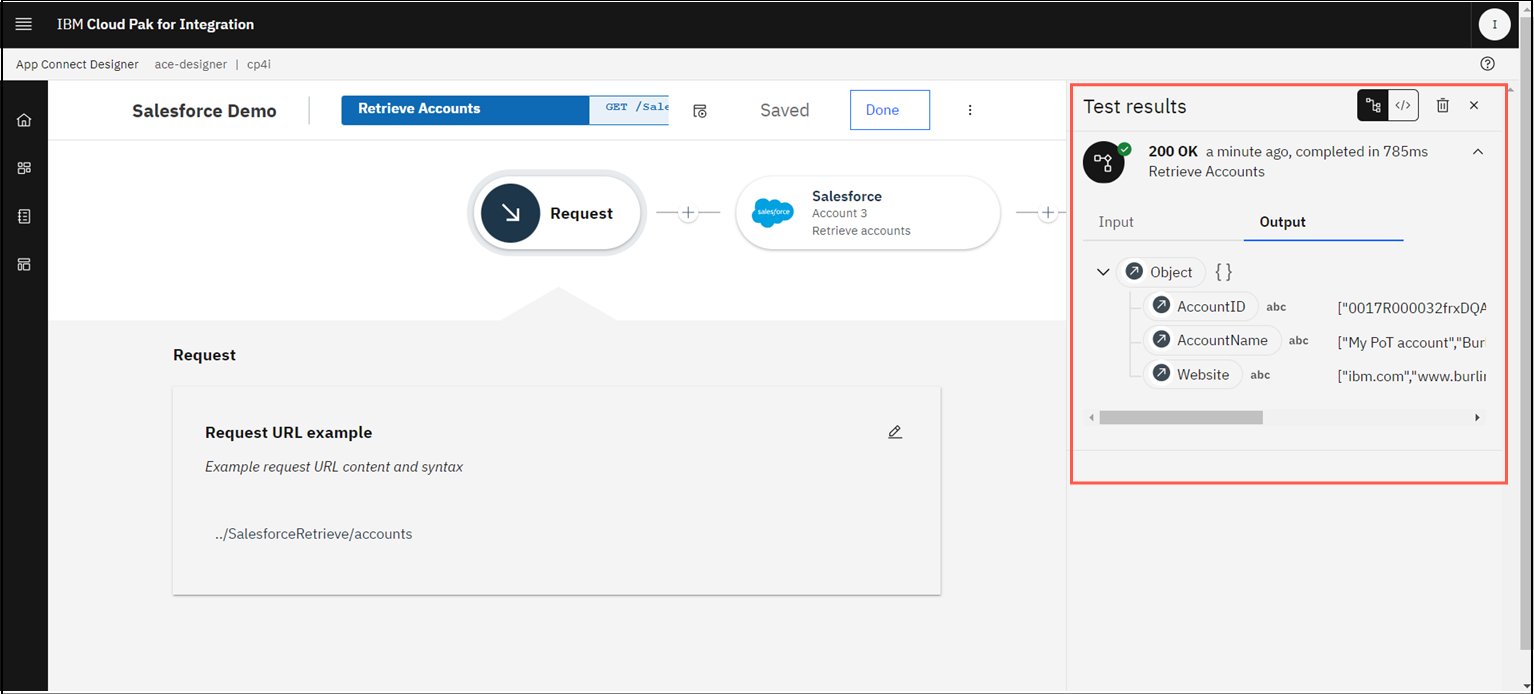 IBM Cloud Pak for Integration
I
App Connect Designer ace-designer | cp4i
Salesforce Demo
Retrieve Accounts
GET /Sale
Saved
Done
Request
salesforce
Salesforce
Account 3
Retrieve accounts
Request
Request URL example
Example request URL content and syntax
../SalesforceRetrieve/accounts
Test results
</>
200 OK a minute ago, completed in 785ms
Retrieve Accounts
Input Output
Object { }
AccountID abc ["0017R000032frxDQA
AccountName abc ["My PoT account","Burl
Website abc ["ibm.com","www.burlin